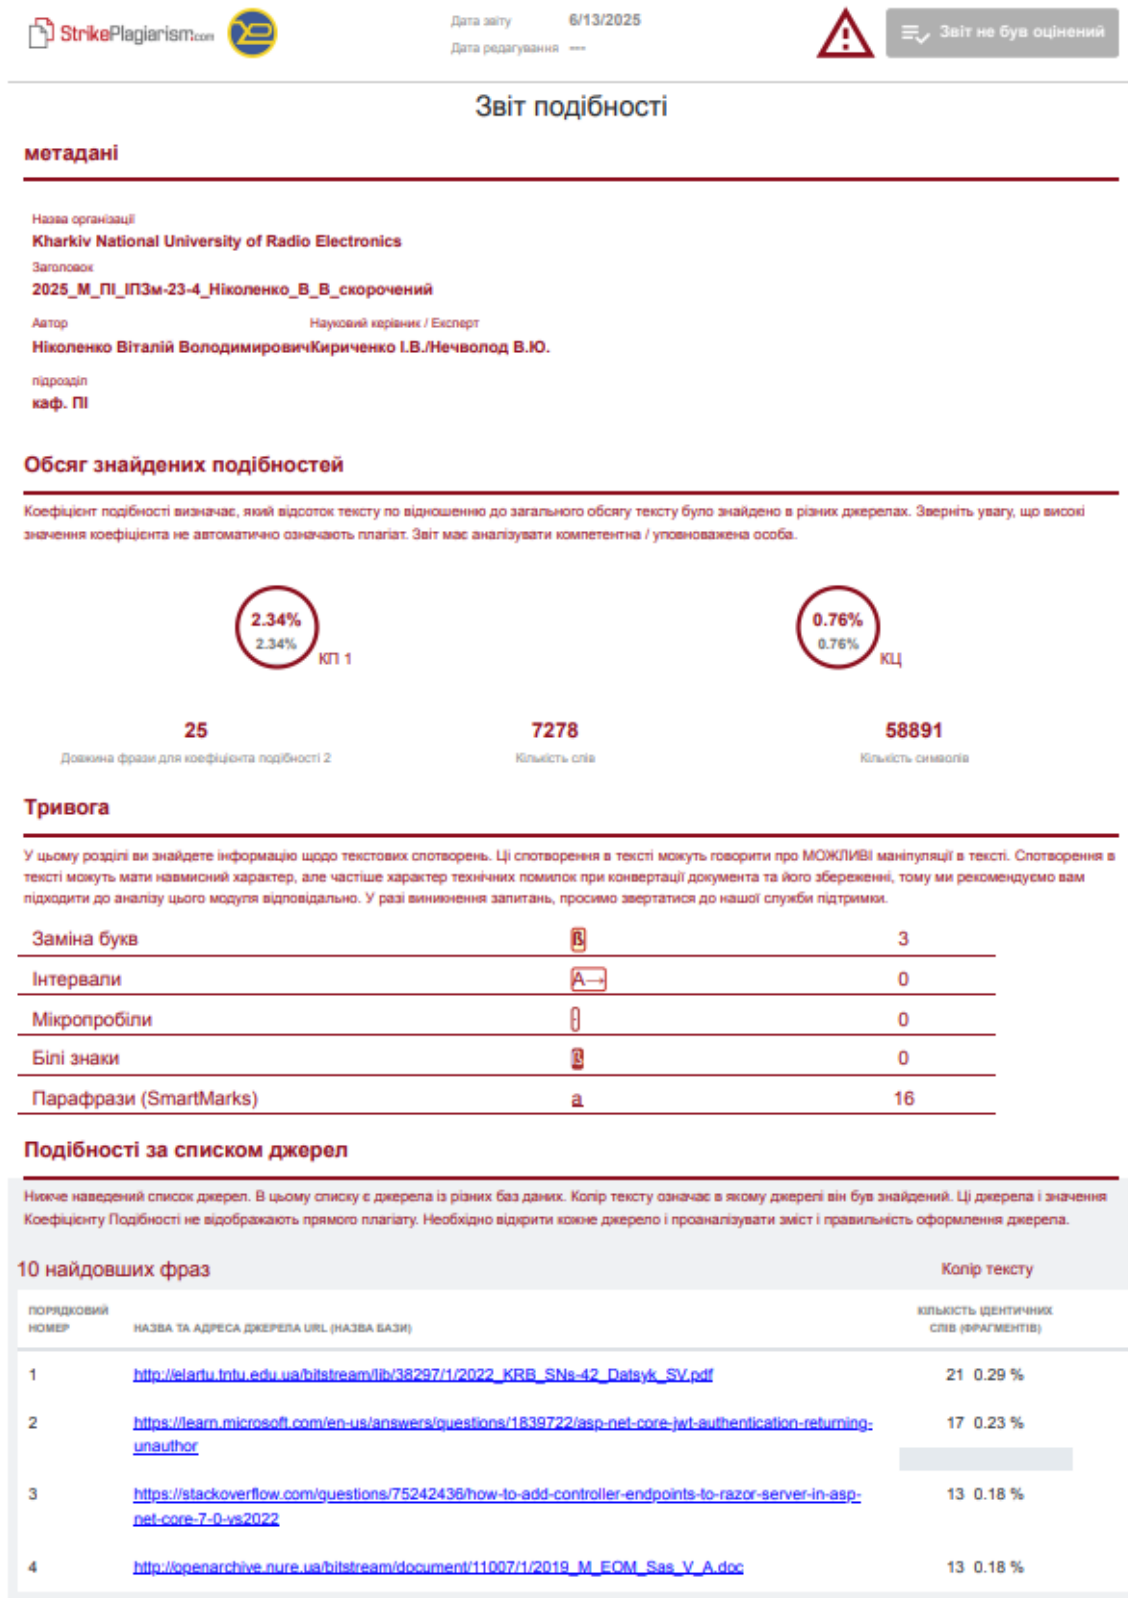 StrikePlagiarism.com
Дата звіту 6/13/2025
Дата редагування ---
Звіт не був оцінений
Звіт подібності
метадані
Назва організації
Kharkiv National University of Radio Electronics
Заголовок
2025_М_ПІ_ІПЗм-23-4_Ніколенко_В_В_скорочений
Автор Науковий керівник / Експерт
Ніколенко Віталій ВолодимировичКириченко І.В./Нечволод В.Ю.
підрозділ
каф. ПІ
Обсяг знайдених подібностей
Коефіцієнт подібності визначає, який відсоток тексту по відношенню до загального обсягу тексту було знайдено в різних джерелах. Зверніть увагу, що високі
значення коефіцієнта не автоматично означають плагіат. Звіт має аналізувати компетентна / уповноважена особа.
2.34%
2.34%
КП 1
0.76%
0.76%
КЦ
25 7278 58891
Довжина фрази для коефіцієнта подібності 2 Кількість слів Кількість символів
Тривога
У цьому розділі ви знайдете інформацію щодо текстових спотворень. Ці спотворення в тексті можуть говорити про МОЖЛИВІ маніпуляції в тексті. Спотворення в
тексті можуть мати навмисний характер, але частіше характер технічних помилок при конвертації документа та його збереженні, тому ми рекомендуємо вам
підходити до аналізу цього модуля відповідально. У разі виникнення запитань, просимо звертатися до нашої служби підтримки.
Заміна букв ß 3
Інтервали A→ 0
Мікропробіли 0
Білі знаки ß 0
Парафрази (SmartMarks) a 16
Подібності за списком джерел
Нижче наведений список джерел. В цьому списку є джерела із різних баз даних. Колір тексту означає в якому джерелі він був знайдений. Ці джерела і значення
Коефіцієнту Подібності не відображають прямого плагіату. Необхідно відкрити кожне джерело і проаналізувати зміст і правильність оформлення джерела.
10 найдовших фраз Колір тексту
ПОРЯДКОВИЙ
НОМЕР НАЗВА ТА АДРЕСА ДЖЕРЕЛА URL (НАЗВА БАЗИ) КІЛЬКІСТЬ ІДЕНТИЧНИХ
СЛІВ (ФРАГМЕНТІВ)
1 http://elartu.tntu.edu.ua/bitstream/lib/38297/1/2022_KRB_SNs-42_Datsyk_SV.pdf 21 0.29 %
2 https://learn.microsoft.com/en-us/answers/questions/1839722/asp-net-core-jwt-authentication-returning- 17 0.23 %
unauthor
3 https://stackoverflow.com/questions/75242436/how-to-add-controller-endpoints-to-razor-server-in-asp- 13 0.18 %
net-core-7-0-vs2022
4 http://openarchive.nure.ua/bitstream/document/11007/1/2019_M_EOM_Sas_V_A.doc 13 0.18 %